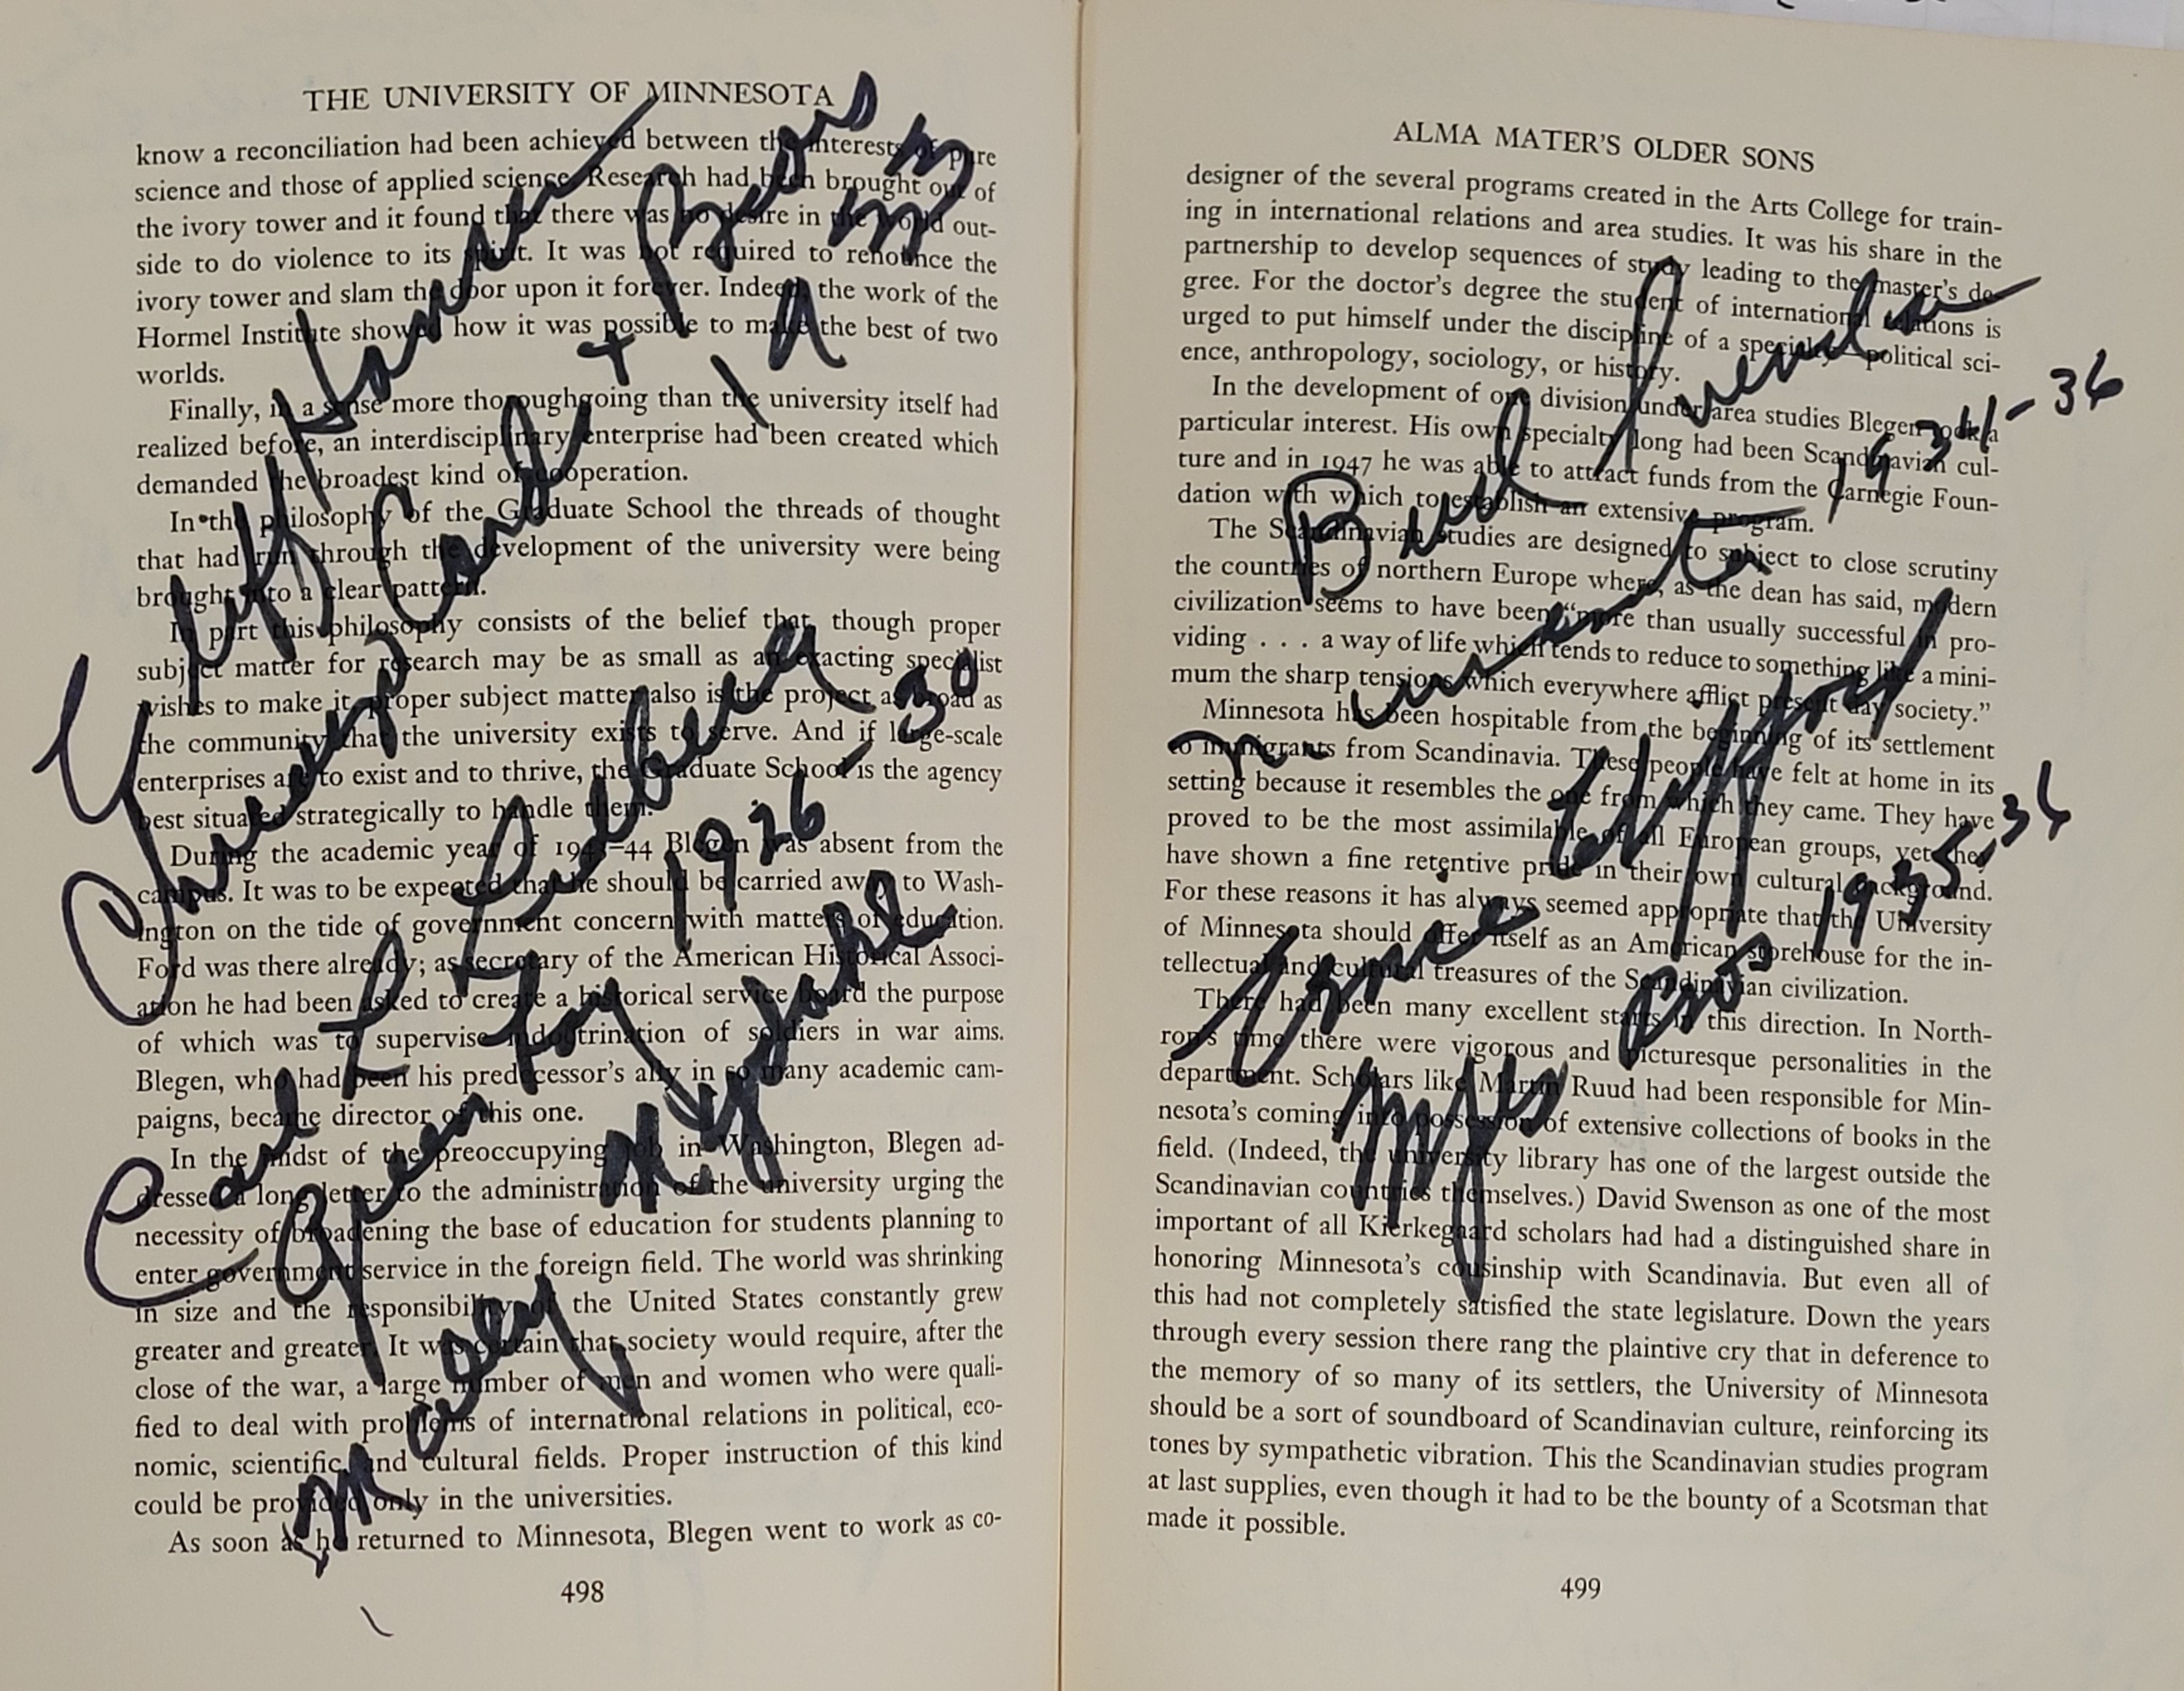 THE UNIVERSITY OF MINNESOTA
know a reconciliation had been achieved between the interests of pure
science and those of applied science. Research had been brought out of
the ivory tower and it found that there was no desire in the world out-
side to do violence to its spirit. It was not required to renounce the
ivory tower and slam the door upon it forever. Indeed, the work of the
Hormel Institute showed how it was possible to make the best of two
worlds.
Finally, in a sense more thoroughgoing than the university itself had
realized before, an interdisciplinary enterprise had been created which
demanded the broadest kind of cooperation.
In the philosophy of the Graduate School the threads of thought
that had run through the development of the university were being
brought into a clear pattern.
In part this philosophy consists of the belief that, though proper
subject matter for research may be as small as an exacting specialist
wishes to make it, proper subject matter also is the project as broad as
the community that the university exists to serve. And if large-scale
enterprises are to exist and to thrive, the Graduate School is the agency
best situated strategically to handle them.
During the academic year of 1943–44 Blegen was absent from the
campus. It was to be expected that he should be carried away to Wash-
ington on the tide of government concern with matters of education.
Ford was there already; as secretary of the American Historical Associ-
ation he had been asked to create a historical service board the purpose
of which was to supervise indoctrination of soldiers in war aims.
Blegen, who had been his predecessor's ally in so many academic cam-
paigns, became director of this one.
In the midst of the preoccupying job in Washington, Blegen ad-
dressed a long letter to the administration of the university urging the
necessity of broadening the base of education for students planning to
enter government service in the foreign field. The world was shrinking
in size and the responsibility of the United States constantly grew
greater and greater. It was certain that society would require, after the
close of the war, a large number of men and women who were quali-
fied to deal with problems of international relations in political, eco-
nomic, scientific, and cultural fields. Proper instruction of this kind
could be provided only in the universities.
As soon as he returned to Minnesota, Blegen went to work as co-
498
Hansen
Carl + Bros
1933
Carl L Lilleberg
1926-30
ALMA MATER'S OLDER SONS
designer of the several programs created in the Arts College for train-
ing in international relations and area studies. It was his share in the
partnership to develop sequences of study leading to the master's de-
gree. For the doctor's degree the student of international relations is
urged to put himself under the discipline of a specialty—political sci-
ence, anthropology, sociology, or history.
In the development of one division under area studies Blegen took a
particular interest. His own specialty long had been Scandinavian cul-
ture and in 1947 he was able to attract funds from the Carnegie Foun-
dation with which to establish an extensive program.
The Scandinavian studies are designed to subject to close scrutiny
the countries of northern Europe where, as the dean has said, modern
civilization seems to have been "more than usually successful in pro-
viding . . . a way of life which tends to reduce to something like a mini-
mum the sharp tensions which everywhere afflict present day society."
Minnesota has been hospitable from the beginning of its settlement
to immigrants from Scandinavia. These people have felt at home in its
setting because it resembles the one from which they came. They have
proved to be the most assimilable of all European groups, yet they
have shown a fine retentive pride in their own cultural background.
For these reasons it has always seemed appropriate that the University
of Minnesota should offer itself as an American storehouse for the in-
tellectual and cultural treasures of the Scandinavian civilization.
There had been many excellent starts in this direction. In North-
rop's time there were vigorous and picturesque personalities in the
department. Scholars like Martin Ruud had been responsible for Min-
nesota's coming into possession of extensive collections of books in the
field. (Indeed, the university library has one of the largest outside the
Scandinavian countries themselves.) David Swenson as one of the most
important of all Kierkegaard scholars had had a distinguished share in
honoring Minnesota's cousinship with Scandinavia. But even all of
this had not completely satisfied the state legislature. Down the years
through every session there rang the plaintive cry that in deference to
the memory of so many of its settlers, the University of Minnesota
should be a sort of soundboard of Scandinavian culture, reinforcing its
tones by sympathetic vibration. This the Scandinavian studies program
at last supplies, even though it had to be the bounty of a Scotsman that
made it possible.
499
Bud
1934-36
Ernie
Bros 1935-36